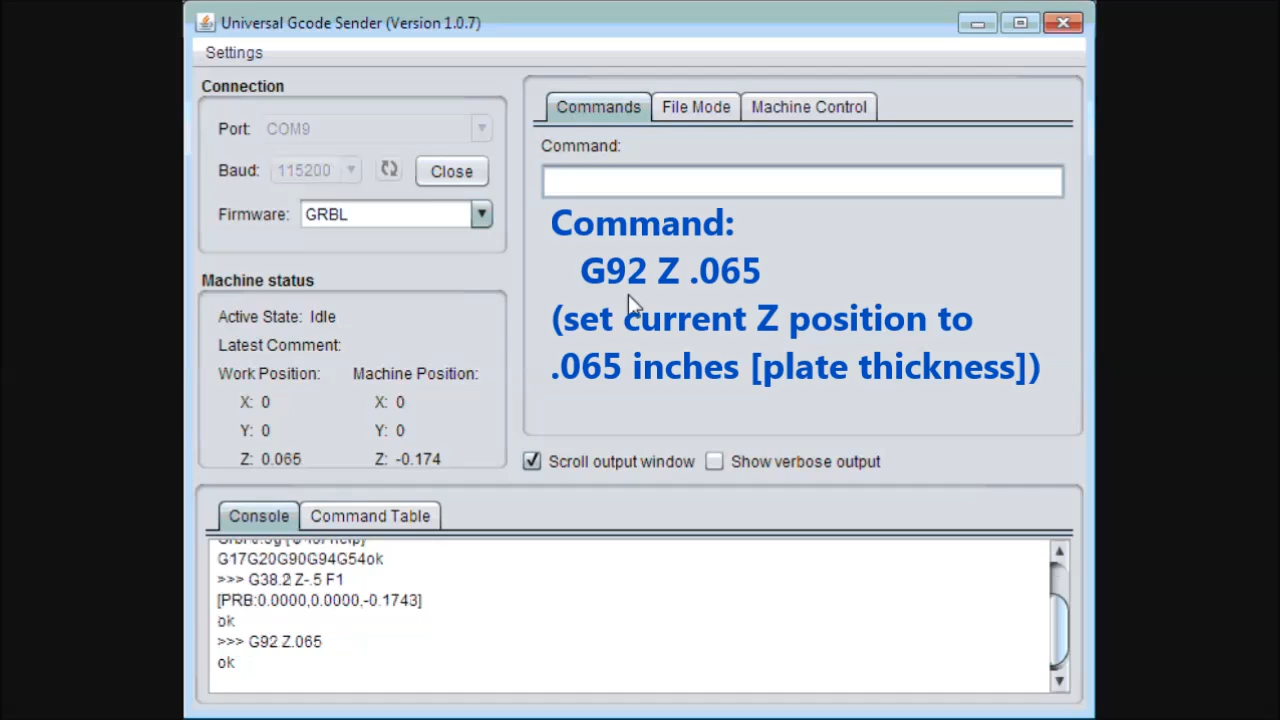 Universal Gcode Sender (Version 1.0.7)
Settings
Connection
Port: COM9
Baud: 115200 Close
Firmware: GRBL
Machine status
Active State: Idle
Latest Comment:
Work Position: Machine Position:
X: 0 X: 0
Y: 0 Y: 0
Z: 0.065 Z: -0.174
Commands File Mode Machine Control
Command:
Command:
G92 Z .065
(set current Z position to
.065 inches [plate thickness])
Scroll output window Show verbose output
Console Command Table
G17G20G90G94G54ok
>>> G38.2 Z-.5 F1
[PRB:0.0000,0.0000,-0.1743]
ok
>>> G92 Z.065
ok